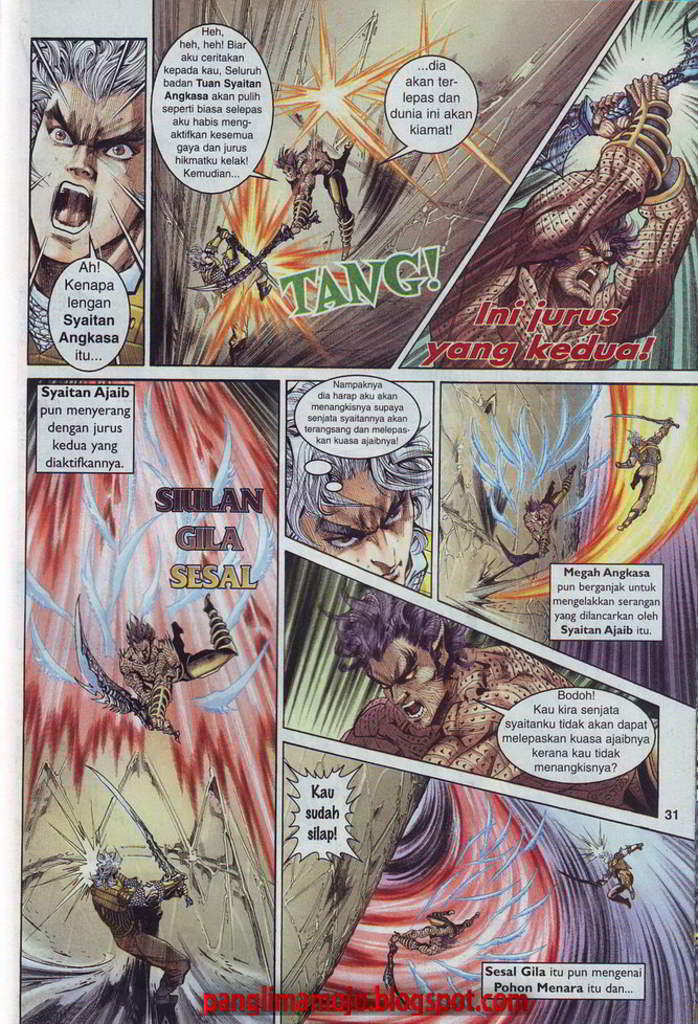 Ah!
Kenapa
lengan
Syaitan
Angkasa
itu...
Heh,
heh, heh! Biar
aku ceritakan
kepada kau, Seluruh
badan Tuan Syaitan
Angkasa akan pulih
seperti biasa selepas
aku habis meng-
aktifkan kesemua
gaya dan jurus
hikmatku kelak!
Kemudian...
...dia
akan ter-
lepas dan
dunia ini akan
kiamat!
TANG!
Ini jurus
yang kedua!
Syaitan Ajaib
pun menyerang
dengan jurus
kedua yang
diaktifkannya.
SIULAN
GILA
SESAL
Nampaknya
dia harap aku akan
menangkisnya supaya
senjata syaitannya akan
terangsang dan melepas-
kan kuasa ajaibnya!
Megah Angkasa
pun berganjak untuk
mengelakkan serangan
yang dilancarkan oleh
Syaitan Ajaib itu.
Bodoh!
Kau kira senjata
syaitanku tidak akan dapat
melepaskan kuasa ajaibnya
kerana kau tidak
menangkisnya?
31
Kau
sudah
silap!
Sesal Gila itu pun mengenai
Pohon Menara itu dan...
panglimamoju.blogspot.com